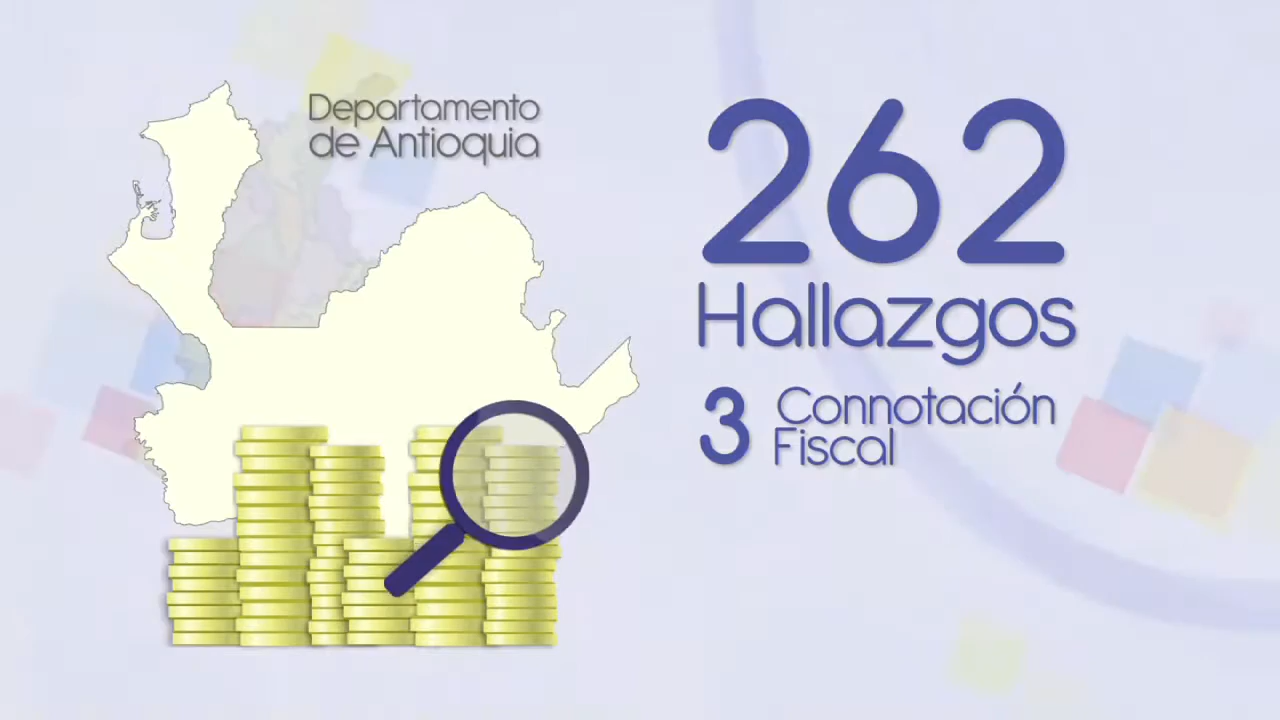 Departamento
de Antioquia
262
Hallazgos
3 Connotación
Fiscal